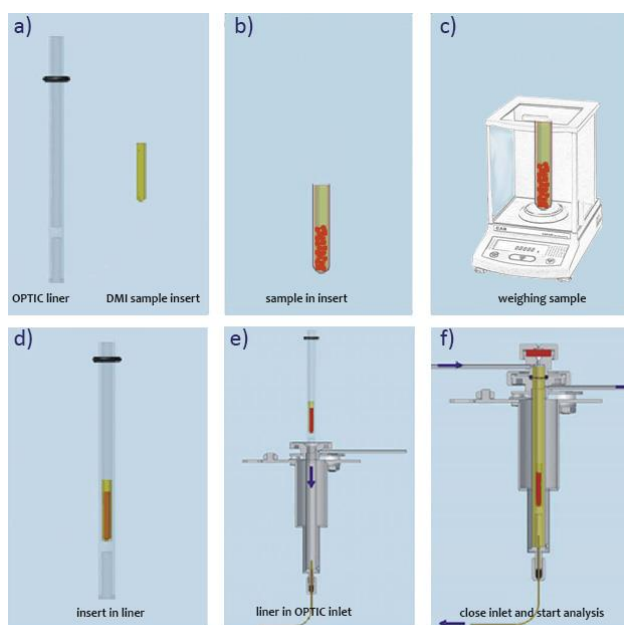 a)
b)
c)
OPTIC liner
DMI sample insert
sample in insert
weighing sample
d)
e)
f)
insert in liner
liner in OPTIC inlet
close inlet and start analysis